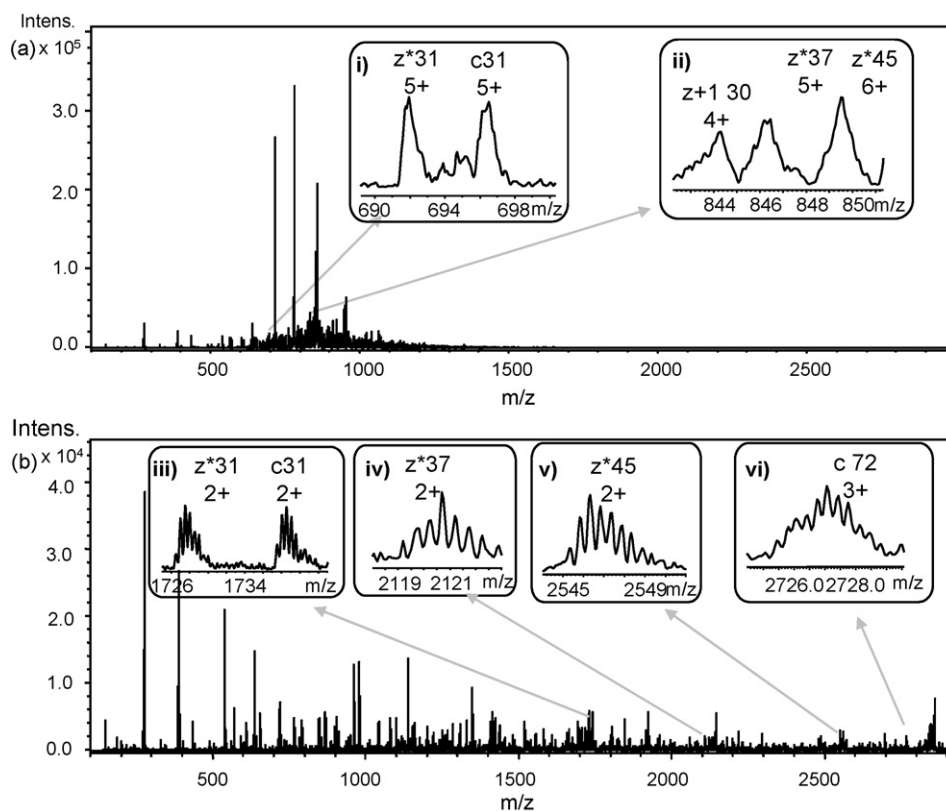 Intens.
(a) x 10⁵
3.0
2.0
1.0
0.0
500
1000
1500
2000
2500
m/z
i)
z*31
c31
5+
5+
690
694
698m/z
ii)
z*37
z*45
z+1 30
5+
6+
4+
844
846
848
850m/z
Intens.
(b) x 10⁴
4.0
3.0
2.0
1.0
0.0
500
1000
1500
2000
2500
m/z
iii)
z*31
c31
2+
2+
1726
1734
m/z
iv)
z*37
2+
2119
2121
m/z
v)
z*45
2+
2545
2549m/z
vi)
c 72
3+
2726.0
2728.0
m/z